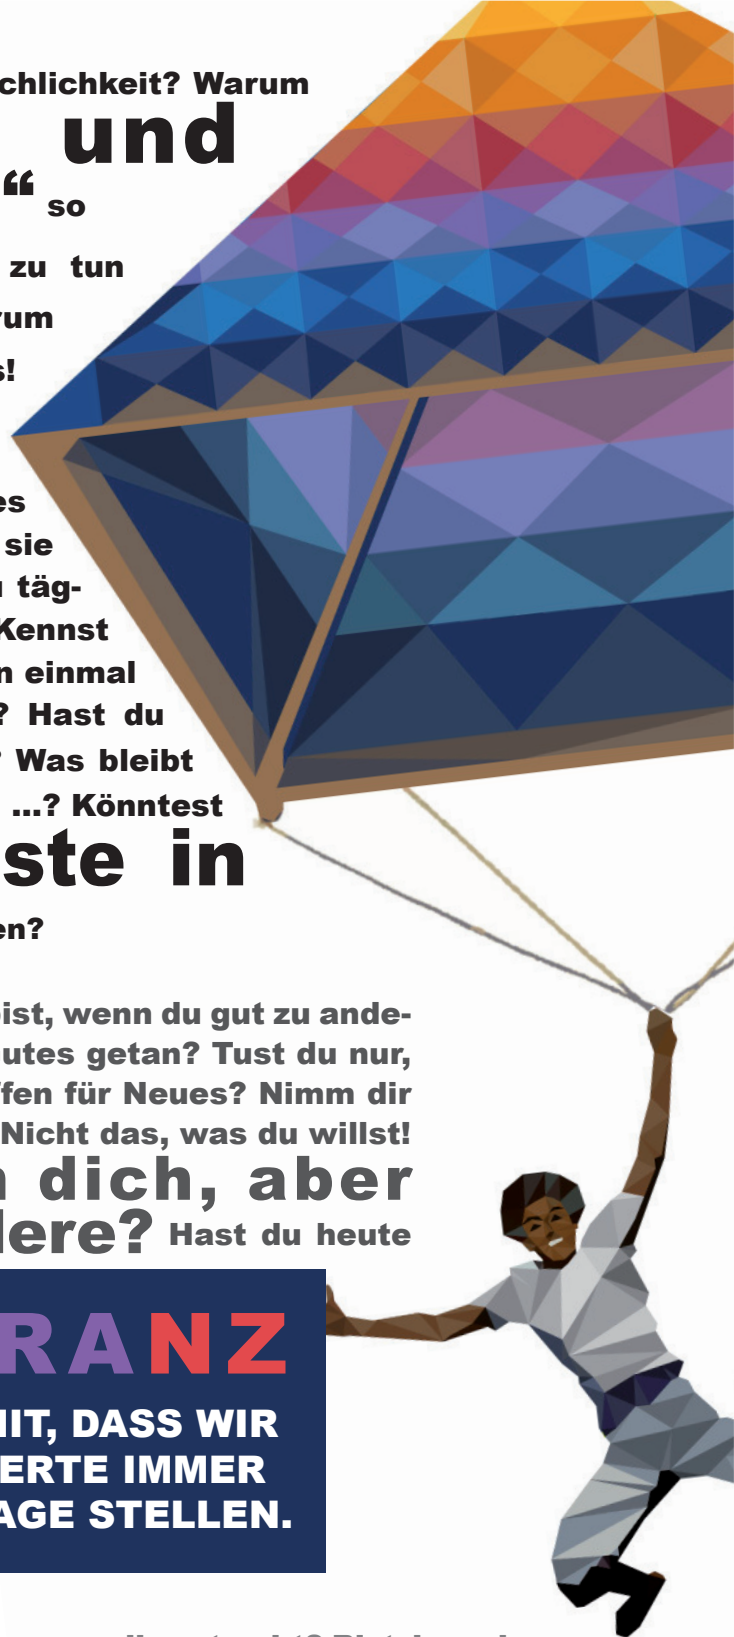 chlichkeit? Warum
und
“ so
zu tun
rum
s!
es
sie
täg-
Kennst
n einmal
? Hast du
? Was bleibt
...? Könntest
ste in
en?
ist, wenn du gut zu ande-
utes getan? Tust du nur,
ffen für Neues? Nimm dir
Nicht das, was du willst!
dich, aber
dere? Hast du heute
RANZ
MIT, DASS WIR
ERTE IMMER
AGE STELLEN.